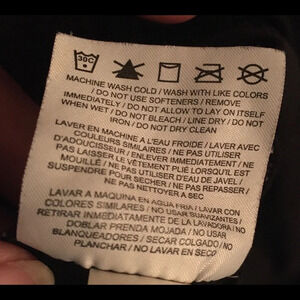 30C
MACHINE WASH COLD / WASH WITH LIKE COLORS
/ DO NOT USE SOFTENERS / REMOVE
IMMEDIATELY / DO NOT ALLOW TO LAY ON ITSELF
WHEN WET / DO NOT BLEACH / LINE DRY / DO NOT
IRON / DO NOT DRY CLEAN
LAVER EN MACHINE A L'EAU FROIDE / LAVER AVEC
COULEURS SIMILAIRES / NE PAS UTILISER
D'ADOUCISSEUR / ENLEVER IMMEDIATEMENT / NE
PAS LAISSER LE VÊTEMENT PLIÉ LORSQU'IL EST
MOUILLÉ / NE PAS UTILISER D'EAU DE JAVEL /
SUSPENDRE POUR SÉCHER / NE PAS REPASSER /
NE PAS NETTOYER A SEC
LAVAR A MAQUINA EN AGUA FRIA / LAVAR CON
COLORES SIMILARES / NO USAR SUAVIZANTES /
RETIRAR INMEDIATAMENTE DE LA LAVADORA / NO
DOBLAR PRENDA MOJADA / NO USAR
BLANQUEADORES / SECAR COLGADO / NO
PLANCHAR / NO LAVAR EN SECO